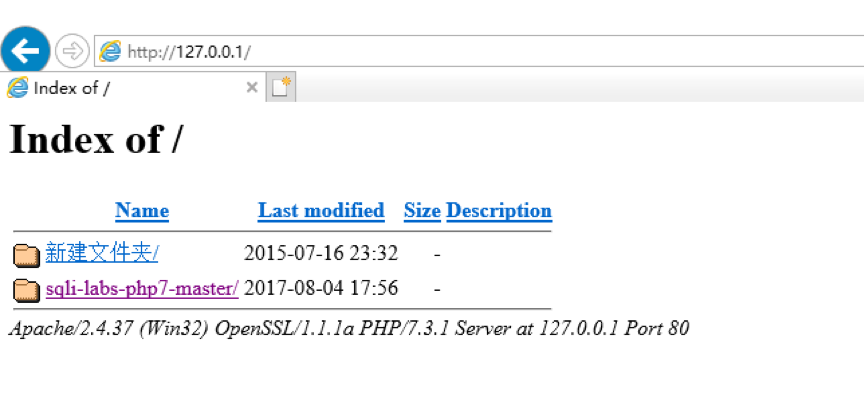 http://127.0.0.1/
Index of /
Index of /
Name Last modified Size Description
新建文件夹/ 2015-07-16 23:32 -
sqli-labs-php7-master/ 2017-08-04 17:56 -
Apache/2.4.37 (Win32) OpenSSL/1.1.1a PHP/7.3.1 Server at 127.0.0.1 Port 80